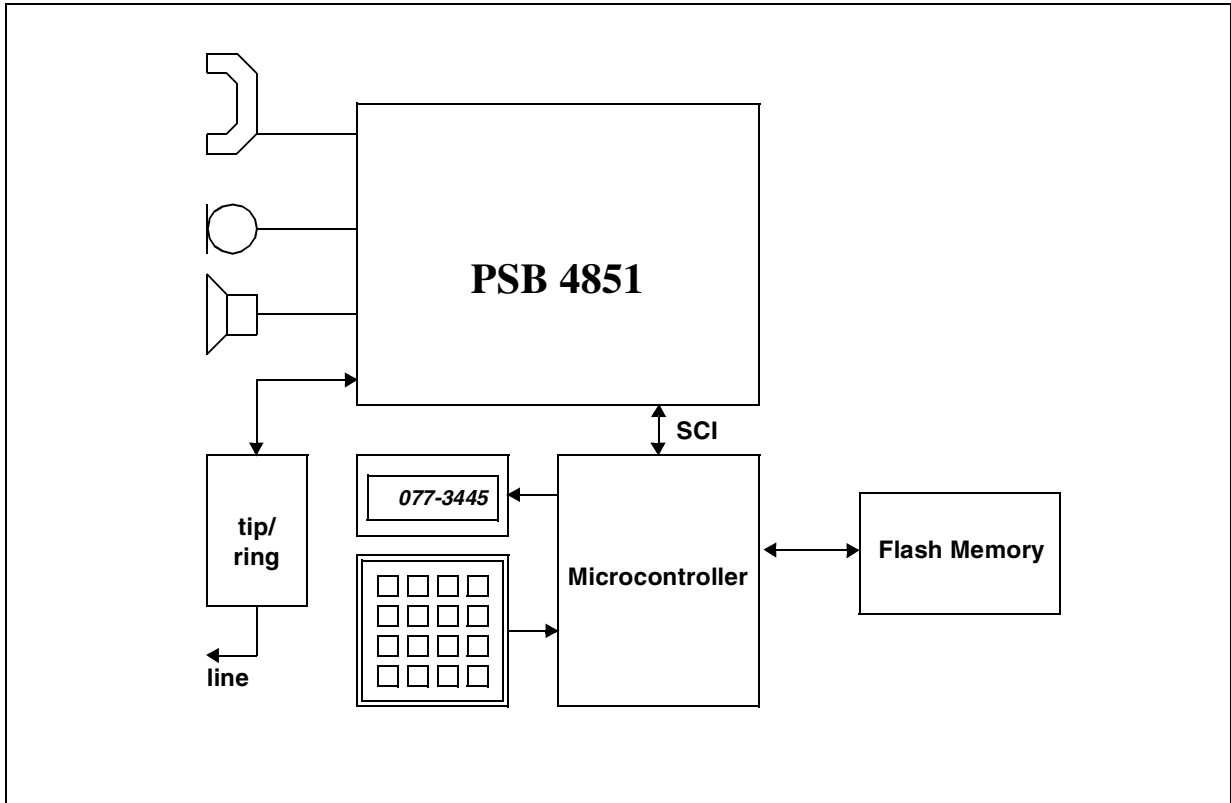 PSB 4851
SCI
077-3445
tip/
ring
Microcontroller
Flash Memory
line